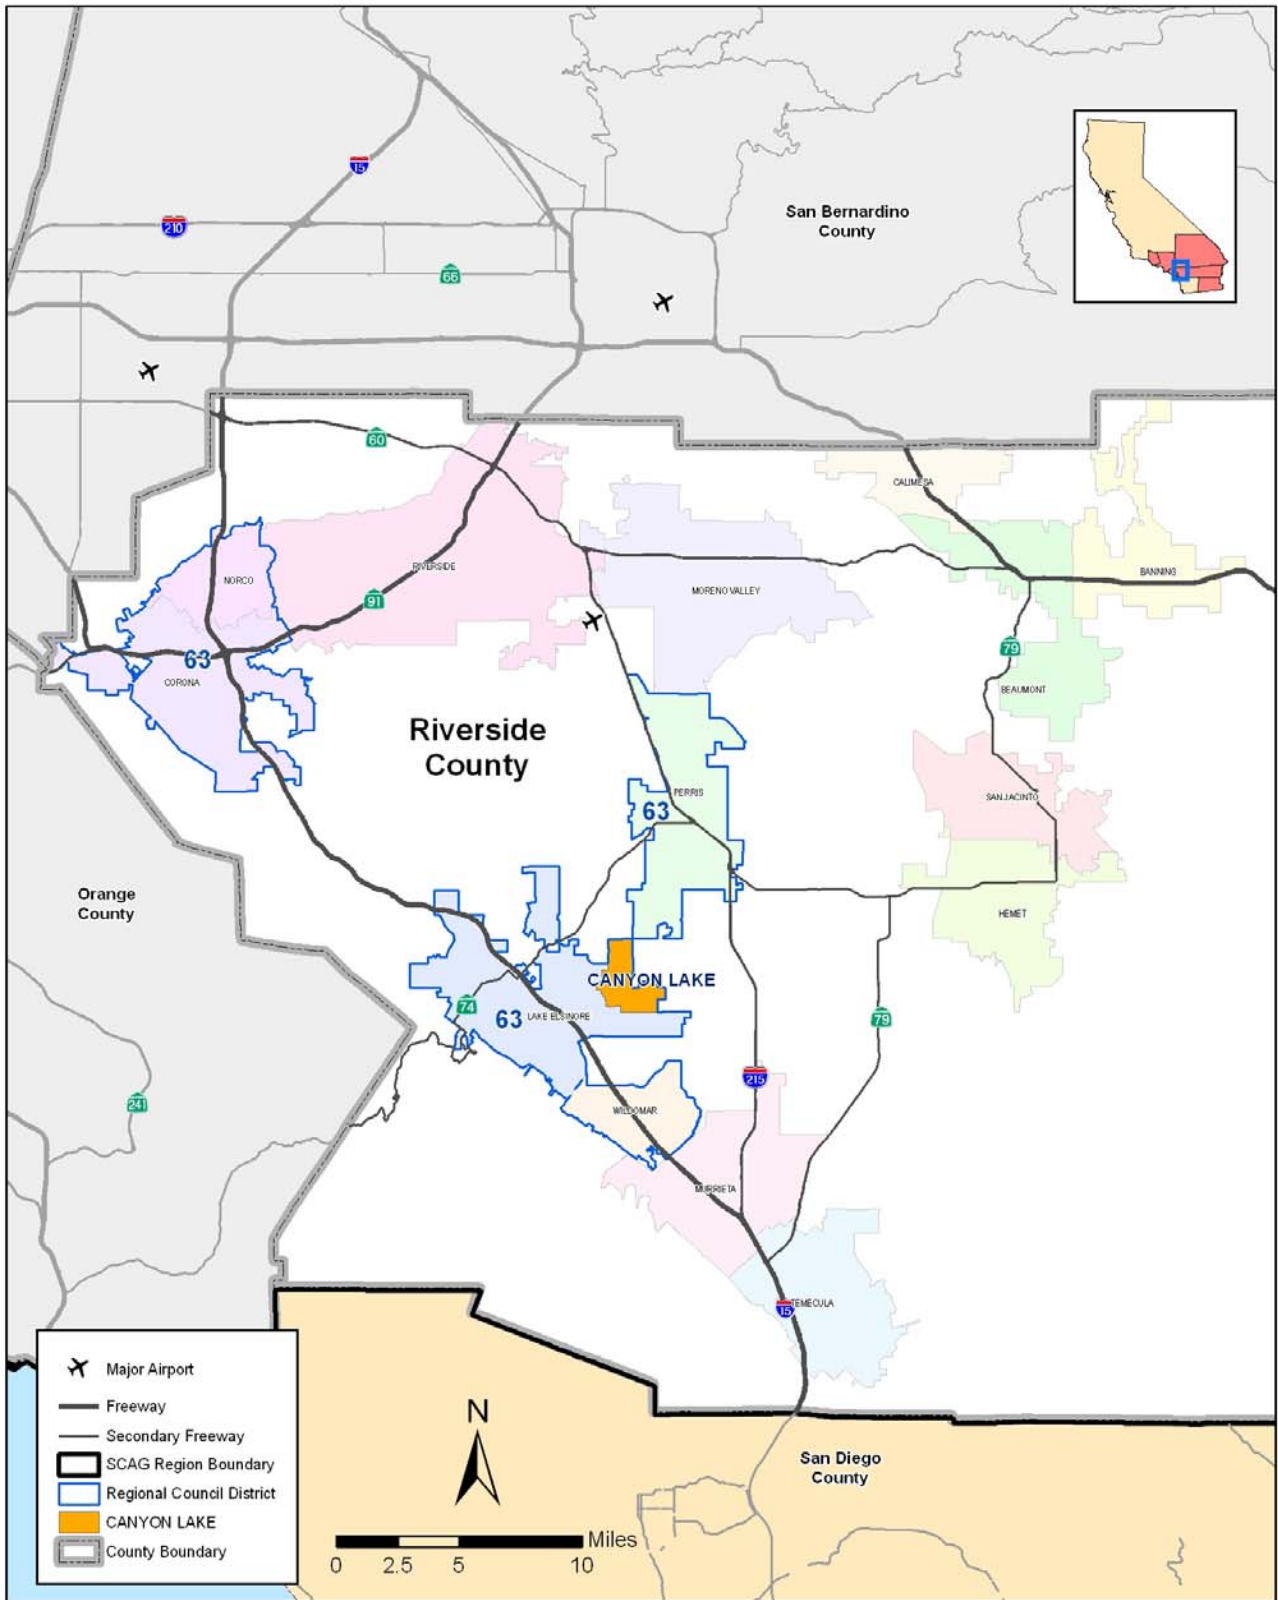 15
210
66
San Bernardino
County
60
CALIMESA
NORCO
RIVERSIDE
91
MORENO VALLEY
BANNING
63
CORONA
79
BEAUMONT
Riverside
County
PERRIS
63
SAN JACINTO
Orange
County
HEMET
CANYON LAKE
74
63
LAKE ELSINORE
79
215
241
WILDOMAR
MURRIETA
15
TEMECULA
Major Airport
Freeway
Secondary Freeway
SCAG Region Boundary
Regional Council District
CANYON LAKE
County Boundary
N
Miles
0 2.5 5 10
San Diego
County